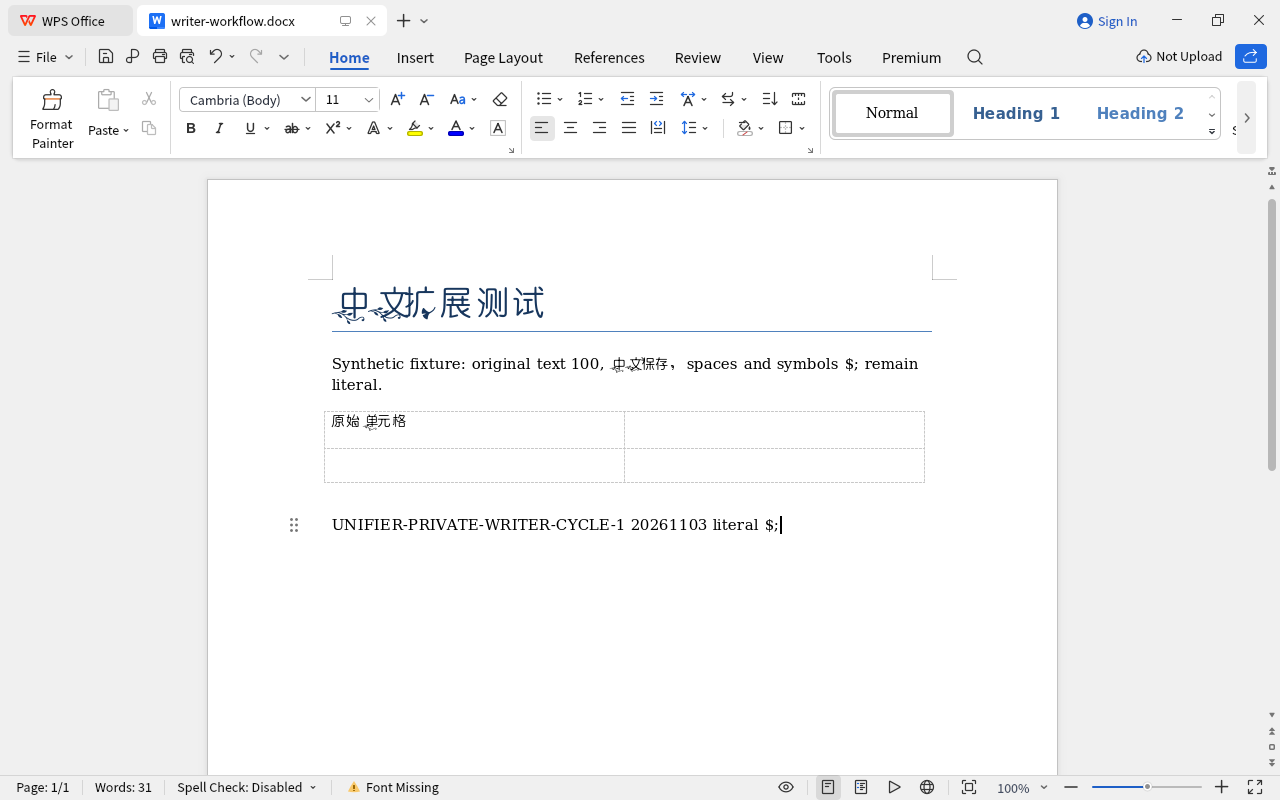 WPS Office
writer-workflow.docx
Sign In
File
Home
Insert
Page Layout
References
Review
View
Tools
Premium
Not Upload
Format
Painter
Paste
Cambria (Body)
11
Normal
Heading 1
Heading 2
中文扩展测试
Synthetic fixture: original text 100, 中文保存，spaces and symbols $; remain
literal.
原始 单元格
UNIFIER-PRIVATE-WRITER-CYCLE-1 20261103 literal $;
Page: 1/1
Words: 31
Spell Check: Disabled
Font Missing
100%